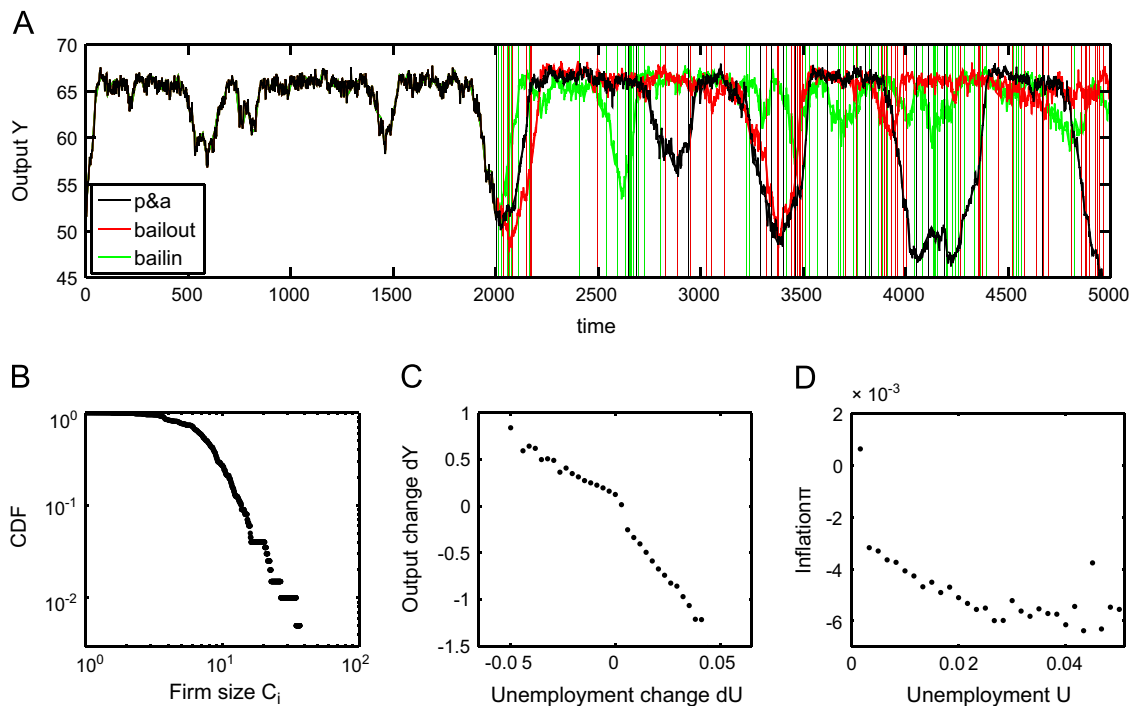 A
70
65
60
55
50
45
Output Y
p&a
bailout
bailin
0
500
1000
1500
2000
2500
3000
3500
4000
4500
5000
time
B
10^0
10^-1
10^-2
CDF
10^0
10^1
10^2
Firm size C_i
C
1
0.5
0
-0.5
-1
-1.5
Output change dY
-0.05
0
0.05
Unemployment change dU
D
× 10^-3
2
0
-2
-4
-6
Inflation π
0
0.02
0.04
Unemployment U